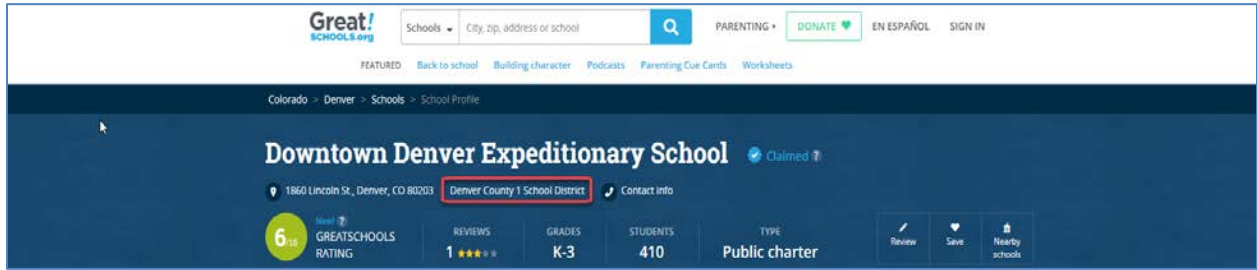 Great!
SCHOOLS.org
Schools
City, zip, address or school
PARENTING
DONATE
EN ESPAÑOL
SIGN IN
FEATURED Back to school Building character Podcasts Parenting Cue Cards Worksheets
Colorado > Denver > Schools > School Profile
Downtown Denver Expeditionary School
Claimed ?
1860 Lincoln St., Denver, CO 80203
Denver County 1 School District
Contact info
6/10
New! ?
GREATSCHOOLS
RATING
REVIEWS
1
GRADES
K-3
STUDENTS
410
TYPE
Public charter
Review
Save
Nearby
schools